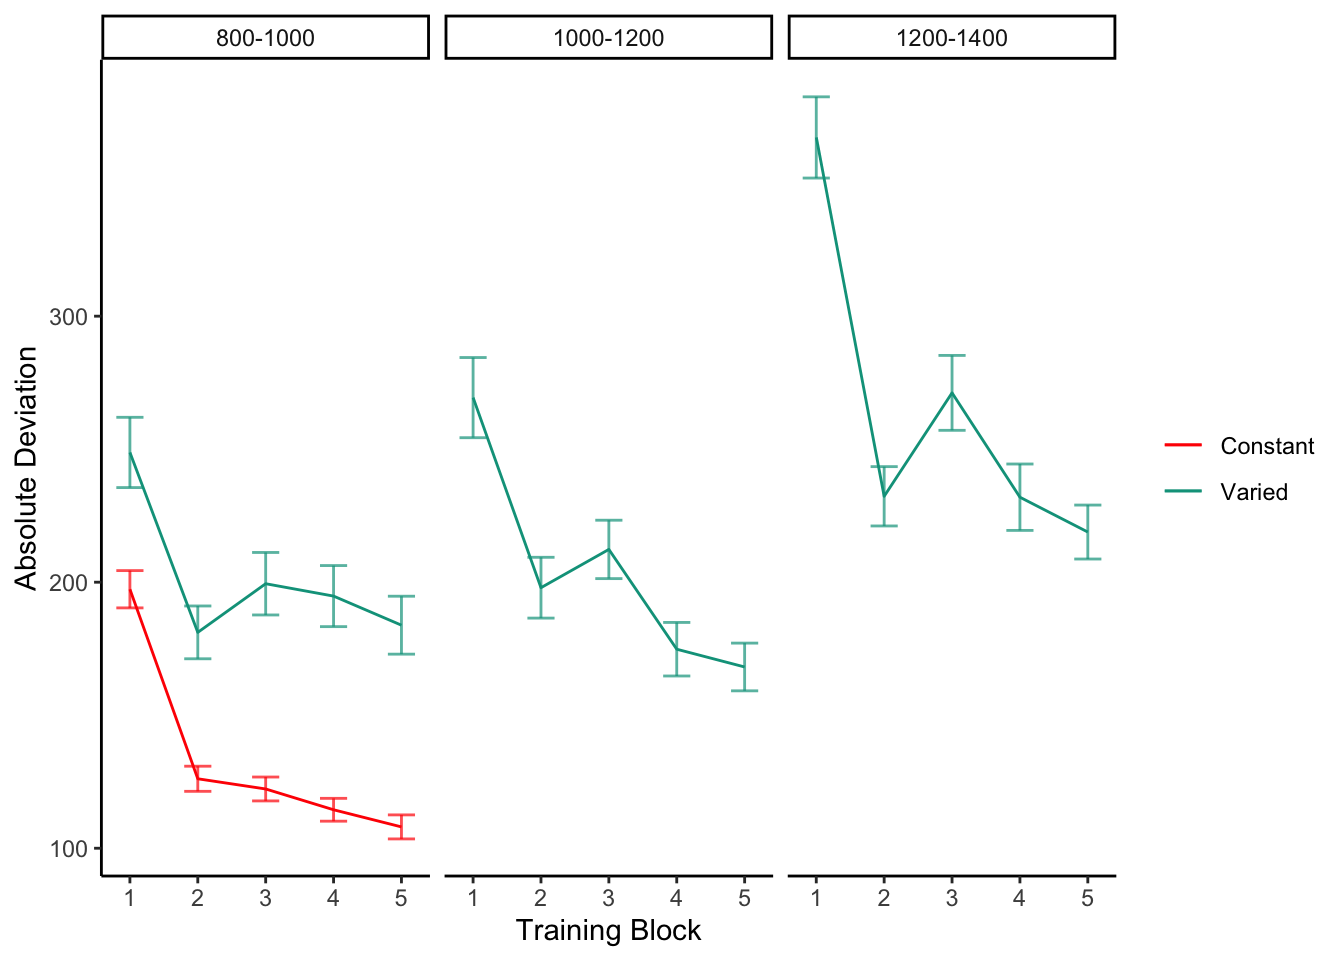 800-1000 1000-1200 1200-1400
300
200
100
Absolute Deviation
Constant
Varied
1 2 3 4 5 1 2 3 4 5 1 2 3 4 5
Training Block